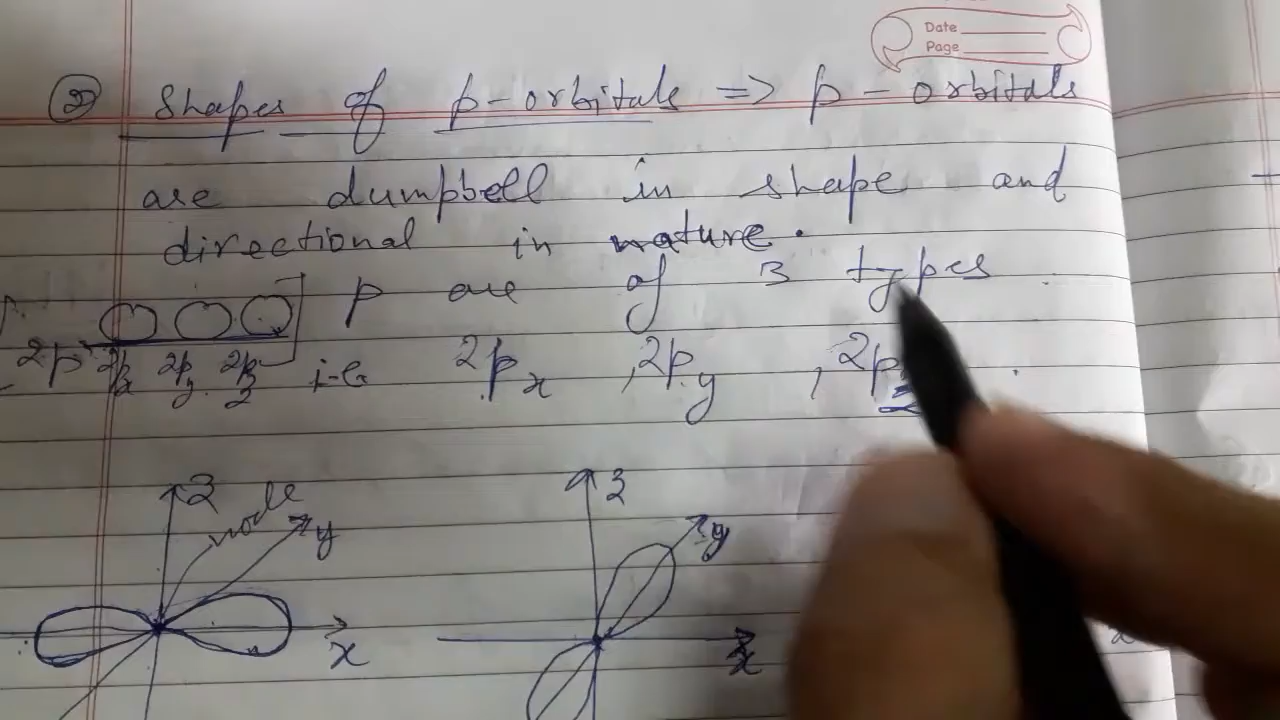 Date
Page
② Shapes of p-orbitals => p - orbitals
are dumpbell in shape and
directional in nature.
p are of 3 types
2p 2px 2py 2pz i.e. 2px , 2py , 2pz
z node y
x
z y
x